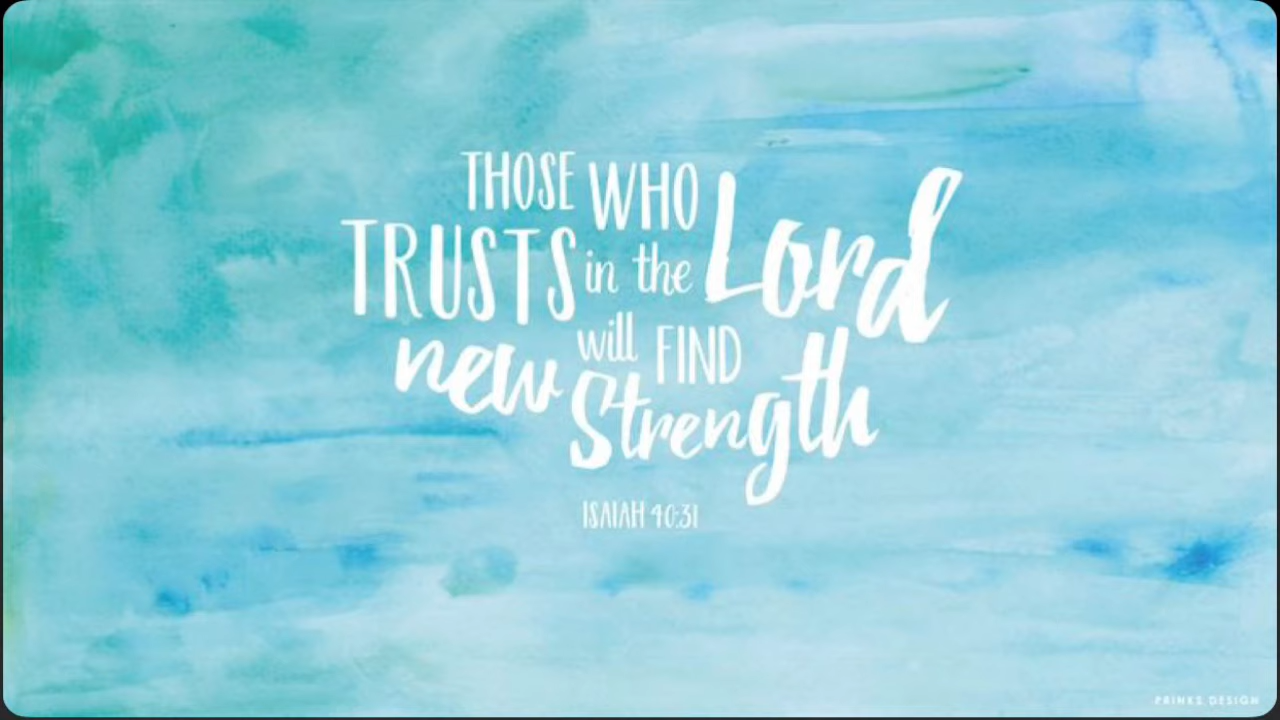 THOSE WHO
TRUSTS in the Lord
will FIND
new Strength
ISAIAH 40:31
PRINKS DESIGN